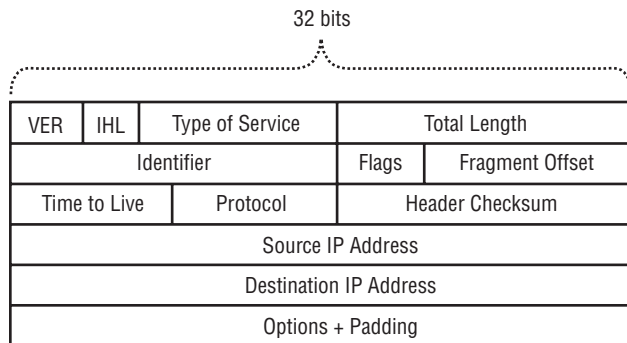 32 bits
VER IHL Type of Service Total Length
Identifier Flags Fragment Offset
Time to Live Protocol Header Checksum
Source IP Address
Destination IP Address
Options + Padding